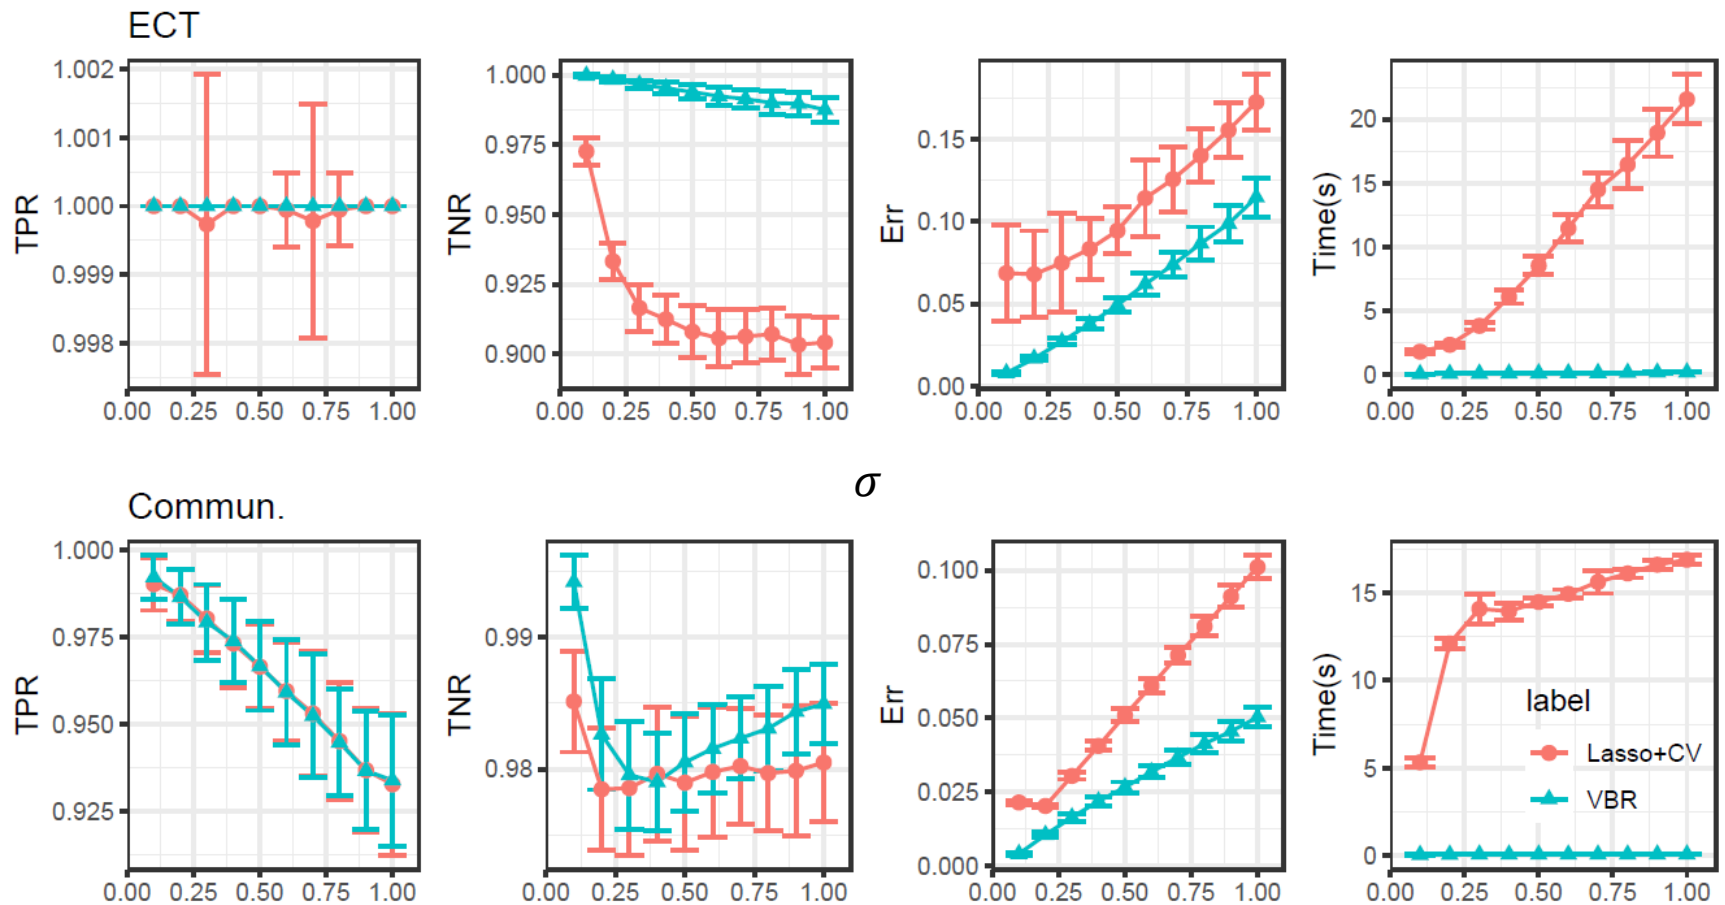 ECT
TPR
1.002
1.001
1.000
0.999
0.998
0.00 0.25 0.50 0.75 1.00
TNR
1.000
0.975
0.950
0.925
0.900
0.00 0.25 0.50 0.75 1.00
Err
0.15
0.10
0.05
0.00
0.00 0.25 0.50 0.75 1.00
Time(s)
20
15
10
5
0
0.00 0.25 0.50 0.75 1.00
σ
Commun.
TPR
1.000
0.975
0.950
0.925
0.00 0.25 0.50 0.75 1.00
TNR
0.99
0.98
0.00 0.25 0.50 0.75 1.00
Err
0.100
0.075
0.050
0.025
0.000
0.00 0.25 0.50 0.75 1.00
Time(s)
15
10
5
0
0.00 0.25 0.50 0.75 1.00
label
Lasso+CV
VBR